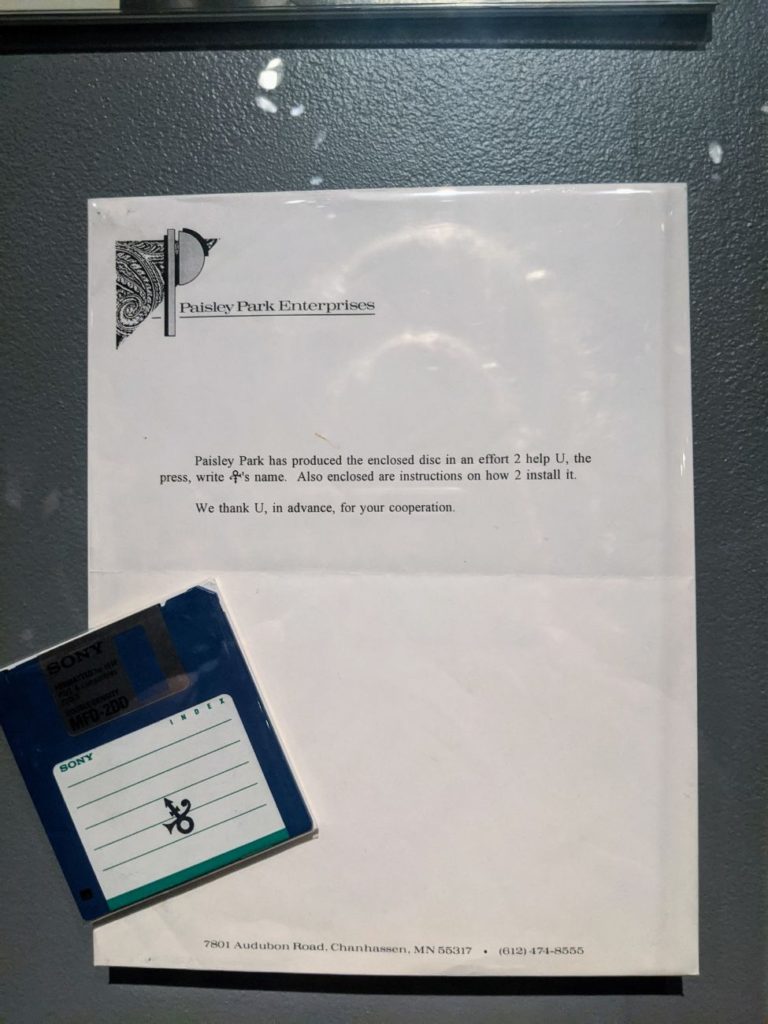 Paisley Park Enterprises
Paisley Park has produced the enclosed disc in an effort 2 help U, the
press, write 's name. Also enclosed are instructions on how 2 install it.
We thank U, in advance, for your cooperation.
SONY
DOUBLE DENSITY
MFD-2DD
INDEX
SONY
7801 Audubon Road, Chanhassen, MN 55317 • (612) 474-8555